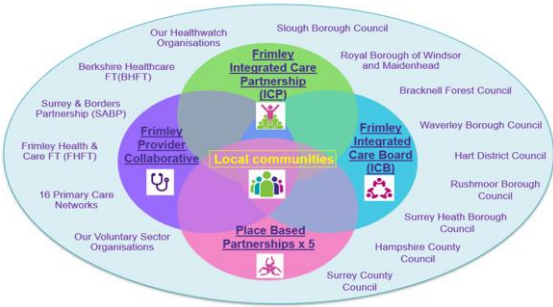 Our Healthwatch
Organisations
Slough Borough Council
Berkshire Healthcare
FT(BHFT)
Frimley
Integrated Care
Partnership
(ICP)
Royal Borough of Windsor
and Maidenhead
Bracknell Forest Council
Surrey & Borders
Partnership (SABP)
Frimley
Provider
Collaborative
Frimley
Integrated
Care Board
(ICB)
Waverley Borough Council
Frimley Health &
Care FT (FHFT)
Local communities
Hart District Council
16 Primary Care
Networks
Rushmoor Borough
Council
Our Voluntary Sector
Organisations
Place Based
Partnerships x 5
Surrey Heath Borough
Council
Hampshire County
Council
Surrey County
Council